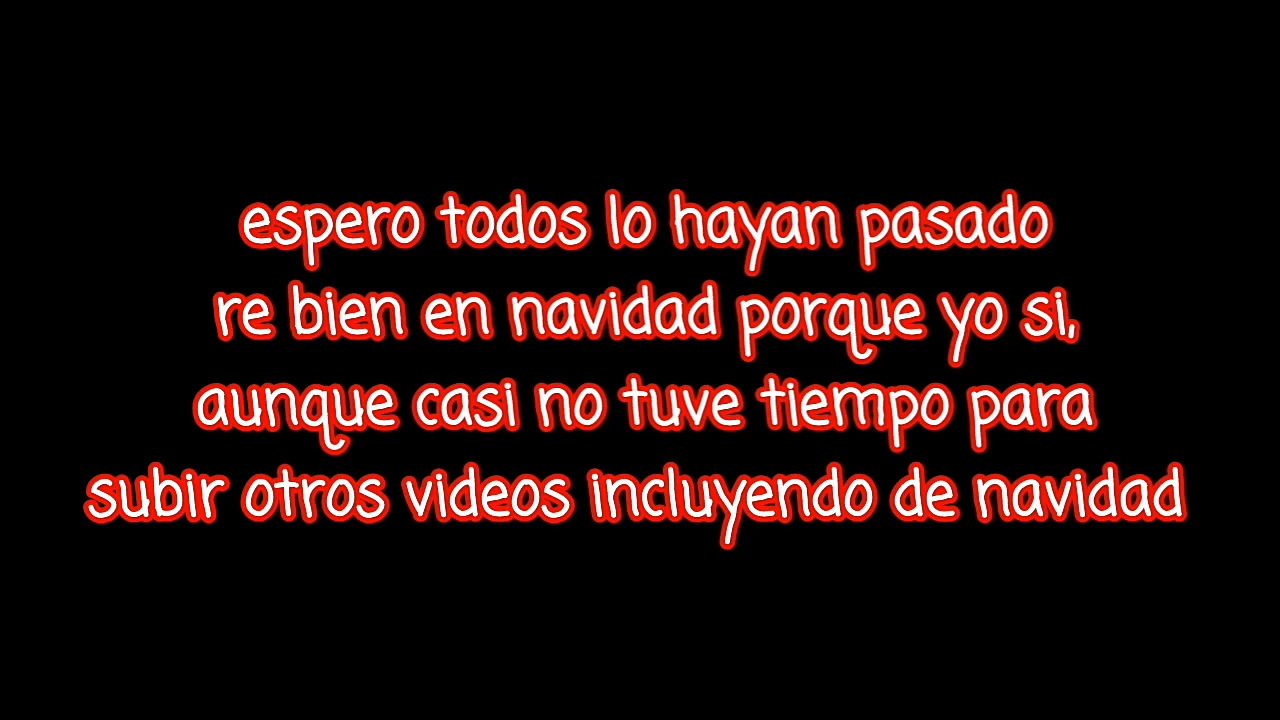 espero todos lo hayan pasado
re bien en navidad porque yo si,
aunque casi no tuve tiempo para
subir otros videos incluyendo de navidad